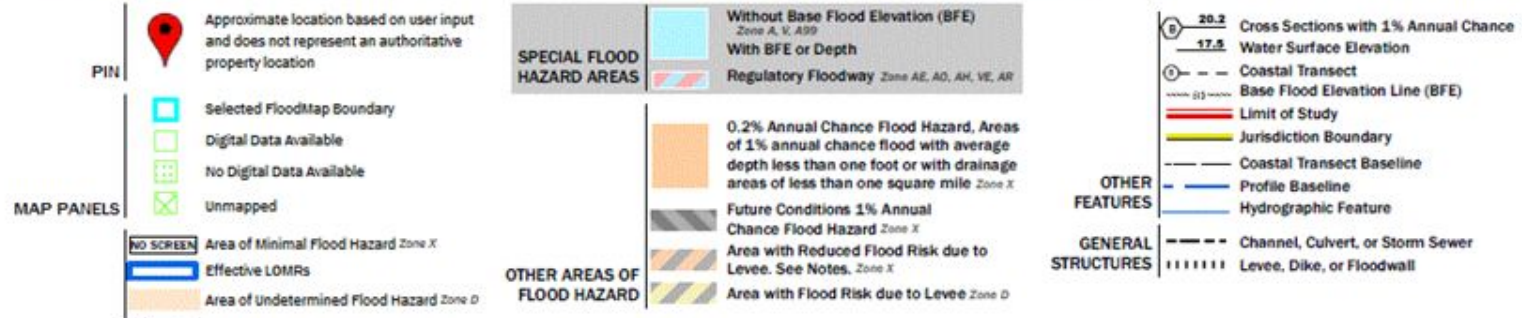 PIN
Approximate location based on user input
and does not represent an authoritative
property location
MAP PANELS
Selected FloodMap Boundary
Digital Data Available
No Digital Data Available
Unmapped
NO SCREEN Area of Minimal Flood Hazard Zone X
Effective LOMRs
Area of Undetermined Flood Hazard Zone D
SPECIAL FLOOD
HAZARD AREAS
Without Base Flood Elevation (BFE)
Zone A, V, A99
With BFE or Depth
Regulatory Floodway Zone AE, AO, AH, VE, AR
OTHER AREAS OF
FLOOD HAZARD
0.2% Annual Chance Flood Hazard, Areas
of 1% annual chance flood with average
depth less than one foot or with drainage
areas of less than one square mile Zone X
Future Conditions 1% Annual
Chance Flood Hazard Zone X
Area with Reduced Flood Risk due to
Levee. See Notes. Zone X
Area with Flood Risk due to Levee Zone D
OTHER
FEATURES
20.2 Cross Sections with 1% Annual Chance
17.5 Water Surface Elevation
Coastal Transect
Base Flood Elevation Line (BFE)
Limit of Study
Jurisdiction Boundary
Coastal Transect Baseline
Profile Baseline
Hydrographic Feature
GENERAL
STRUCTURES
Channel, Culvert, or Storm Sewer
Levee, Dike, or Floodwall